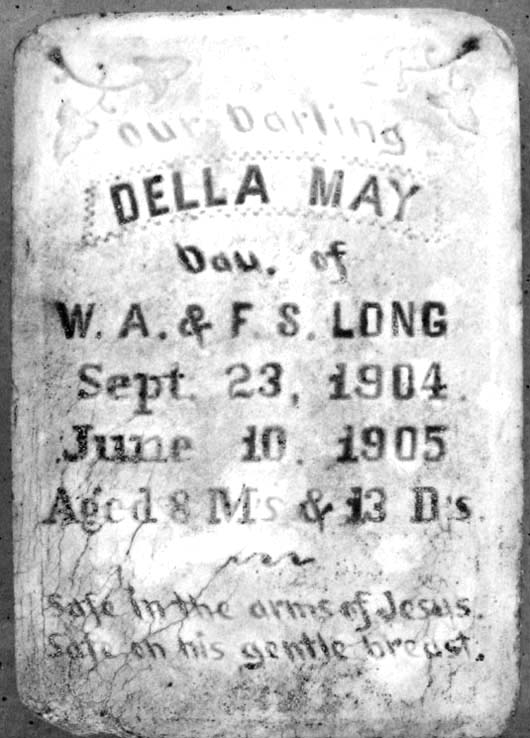 our Darling
DELLA MAY
Dau. of
W. A. & F. S. LONG
Sept. 23, 1904.
June 10. 1905
Aged 8 M's & 13 D's.
Safe in the arms of Jesus.
Safe on his gentle breast.